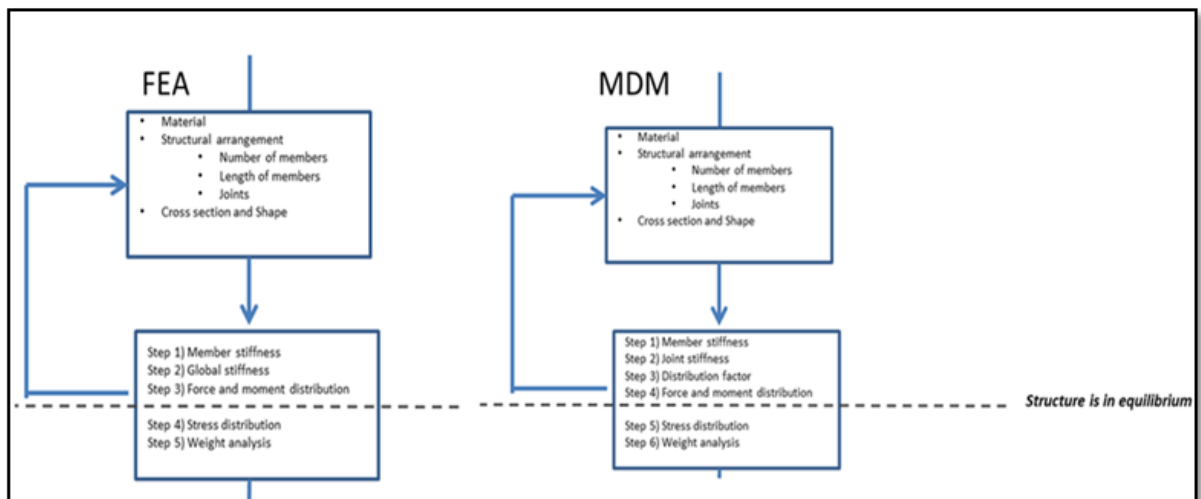 FEA
• Material
• Structural arrangement
• Number of members
• Length of members
• Joints
• Cross section and Shape
Step 1) Member stiffness
Step 2) Global stiffness
Step 3) Force and moment distribution
Step 4) Stress distribution
Step 5) Weight analysis
MDM
• Material
• Structural arrangement
• Number of members
• Length of members
• Joints
• Cross section and Shape
Step 1) Member stiffness
Step 2) Joint stiffness
Step 3) Distribution factor
Step 4) Force and moment distribution
Step 5) Stress distribution
Step 6) Weight analysis
Structure is in equilibrium